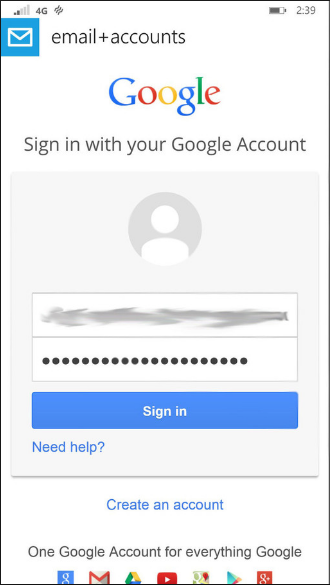 4G 2:39
email+accounts
Google
Sign in with your Google Account
●●●●●●●●●●●●●●●●●●●●●
Sign in
Need help?
Create an account
One Google Account for everything Google